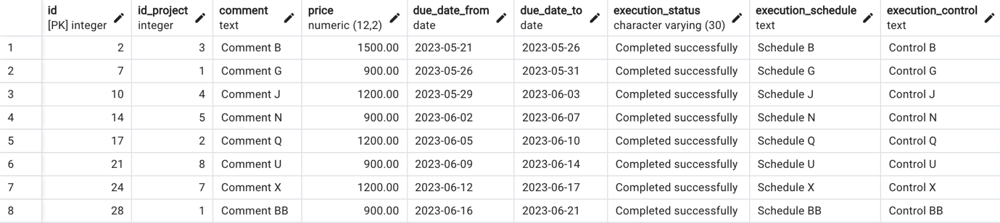 id id_project comment price due_date_from due_date_to execution_status execution_schedule execution_control
[PK] integer integer text numeric (12,2) date date character varying (30) text text
1 2 3 Comment B 1500.00 2023-05-21 2023-05-26 Completed successfully Schedule B Control B
2 7 1 Comment G 900.00 2023-05-26 2023-05-31 Completed successfully Schedule G Control G
3 10 4 Comment J 1200.00 2023-05-29 2023-06-03 Completed successfully Schedule J Control J
4 14 5 Comment N 900.00 2023-06-02 2023-06-07 Completed successfully Schedule N Control N
5 17 2 Comment Q 1200.00 2023-06-05 2023-06-10 Completed successfully Schedule Q Control Q
6 21 8 Comment U 900.00 2023-06-09 2023-06-14 Completed successfully Schedule U Control U
7 24 7 Comment X 1200.00 2023-06-12 2023-06-17 Completed successfully Schedule X Control X
8 28 1 Comment BB 900.00 2023-06-16 2023-06-21 Completed successfully Schedule BB Control BB